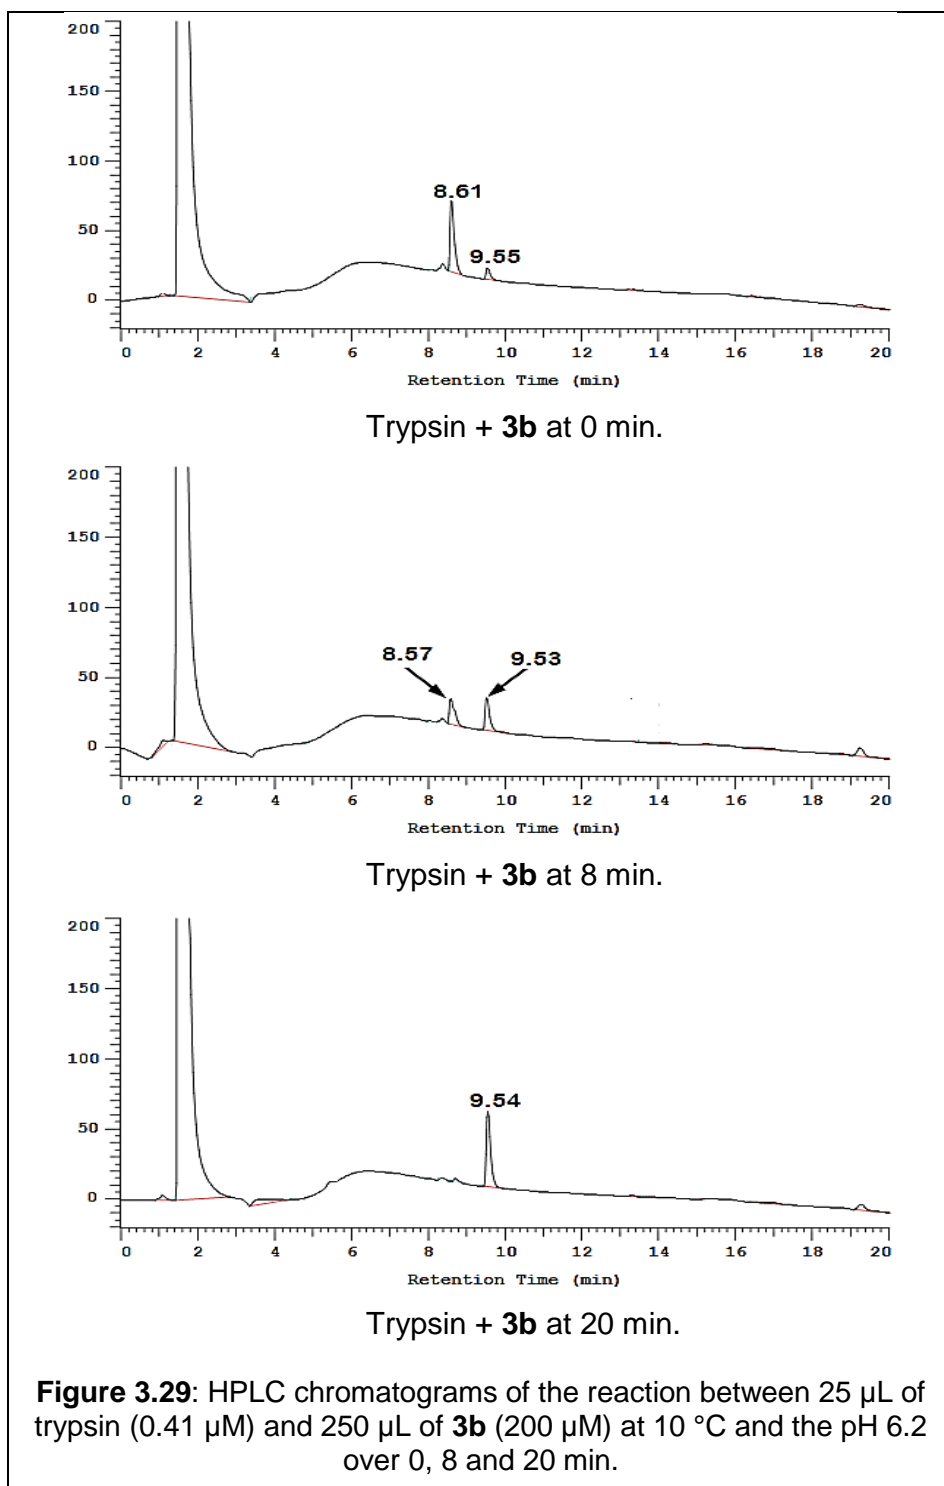 200
150
100
50
0
8.61
9.55
0 2 4 6 8 10 12 14 16 18 20
Retention Time (min)
Trypsin + 3b at 0 min.
200
150
100
50
0
8.57
9.53
0 2 4 6 8 10 12 14 16 18 20
Retention Time (min)
Trypsin + 3b at 8 min.
200
150
100
50
0
9.54
0 2 4 6 8 10 12 14 16 18 20
Retention Time (min)
Trypsin + 3b at 20 min.
Figure 3.29: HPLC chromatograms of the reaction between 25 µL of
trypsin (0.41 µM) and 250 µL of 3b (200 µM) at 10 °C and the pH 6.2
over 0, 8 and 20 min.